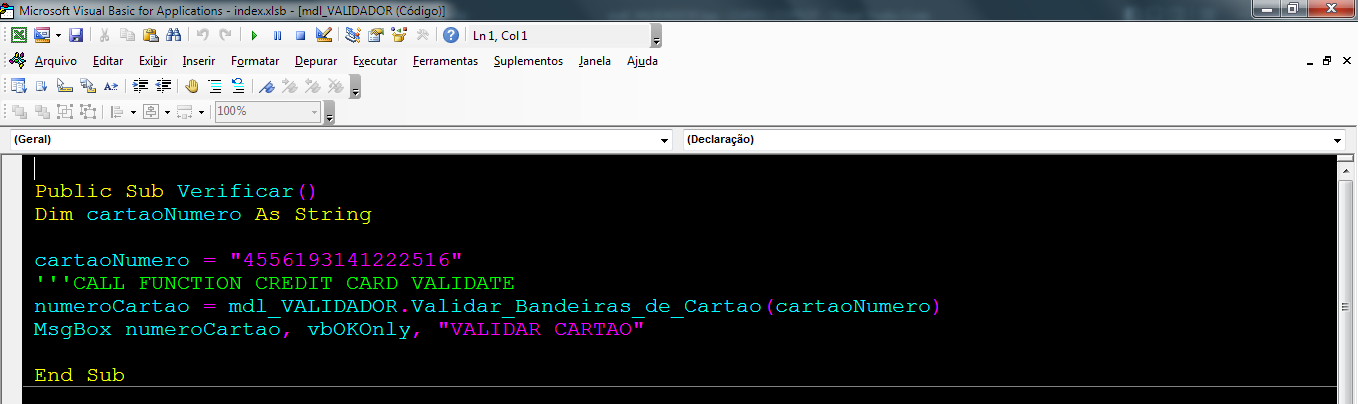 Microsoft Visual Basic for Applications - index.xlsb - [mdl_VALIDADOR (Código)]
Ln 1, Col 1
Arquivo Editar Exibir Inserir Formatar Depurar Executar Ferramentas Suplementos Janela Ajuda
100%
(Geral) (Declaração)
Public Sub Verificar()
Dim cartaoNumero As String
cartaoNumero = "4556193141222516"
'''CALL FUNCTION CREDIT CARD VALIDATE
numeroCartao = mdl_VALIDADOR.Validar_Bandeiras_de_Cartao(cartaoNumero)
MsgBox numeroCartao, vbOKOnly, "VALIDAR CARTAO"
End Sub